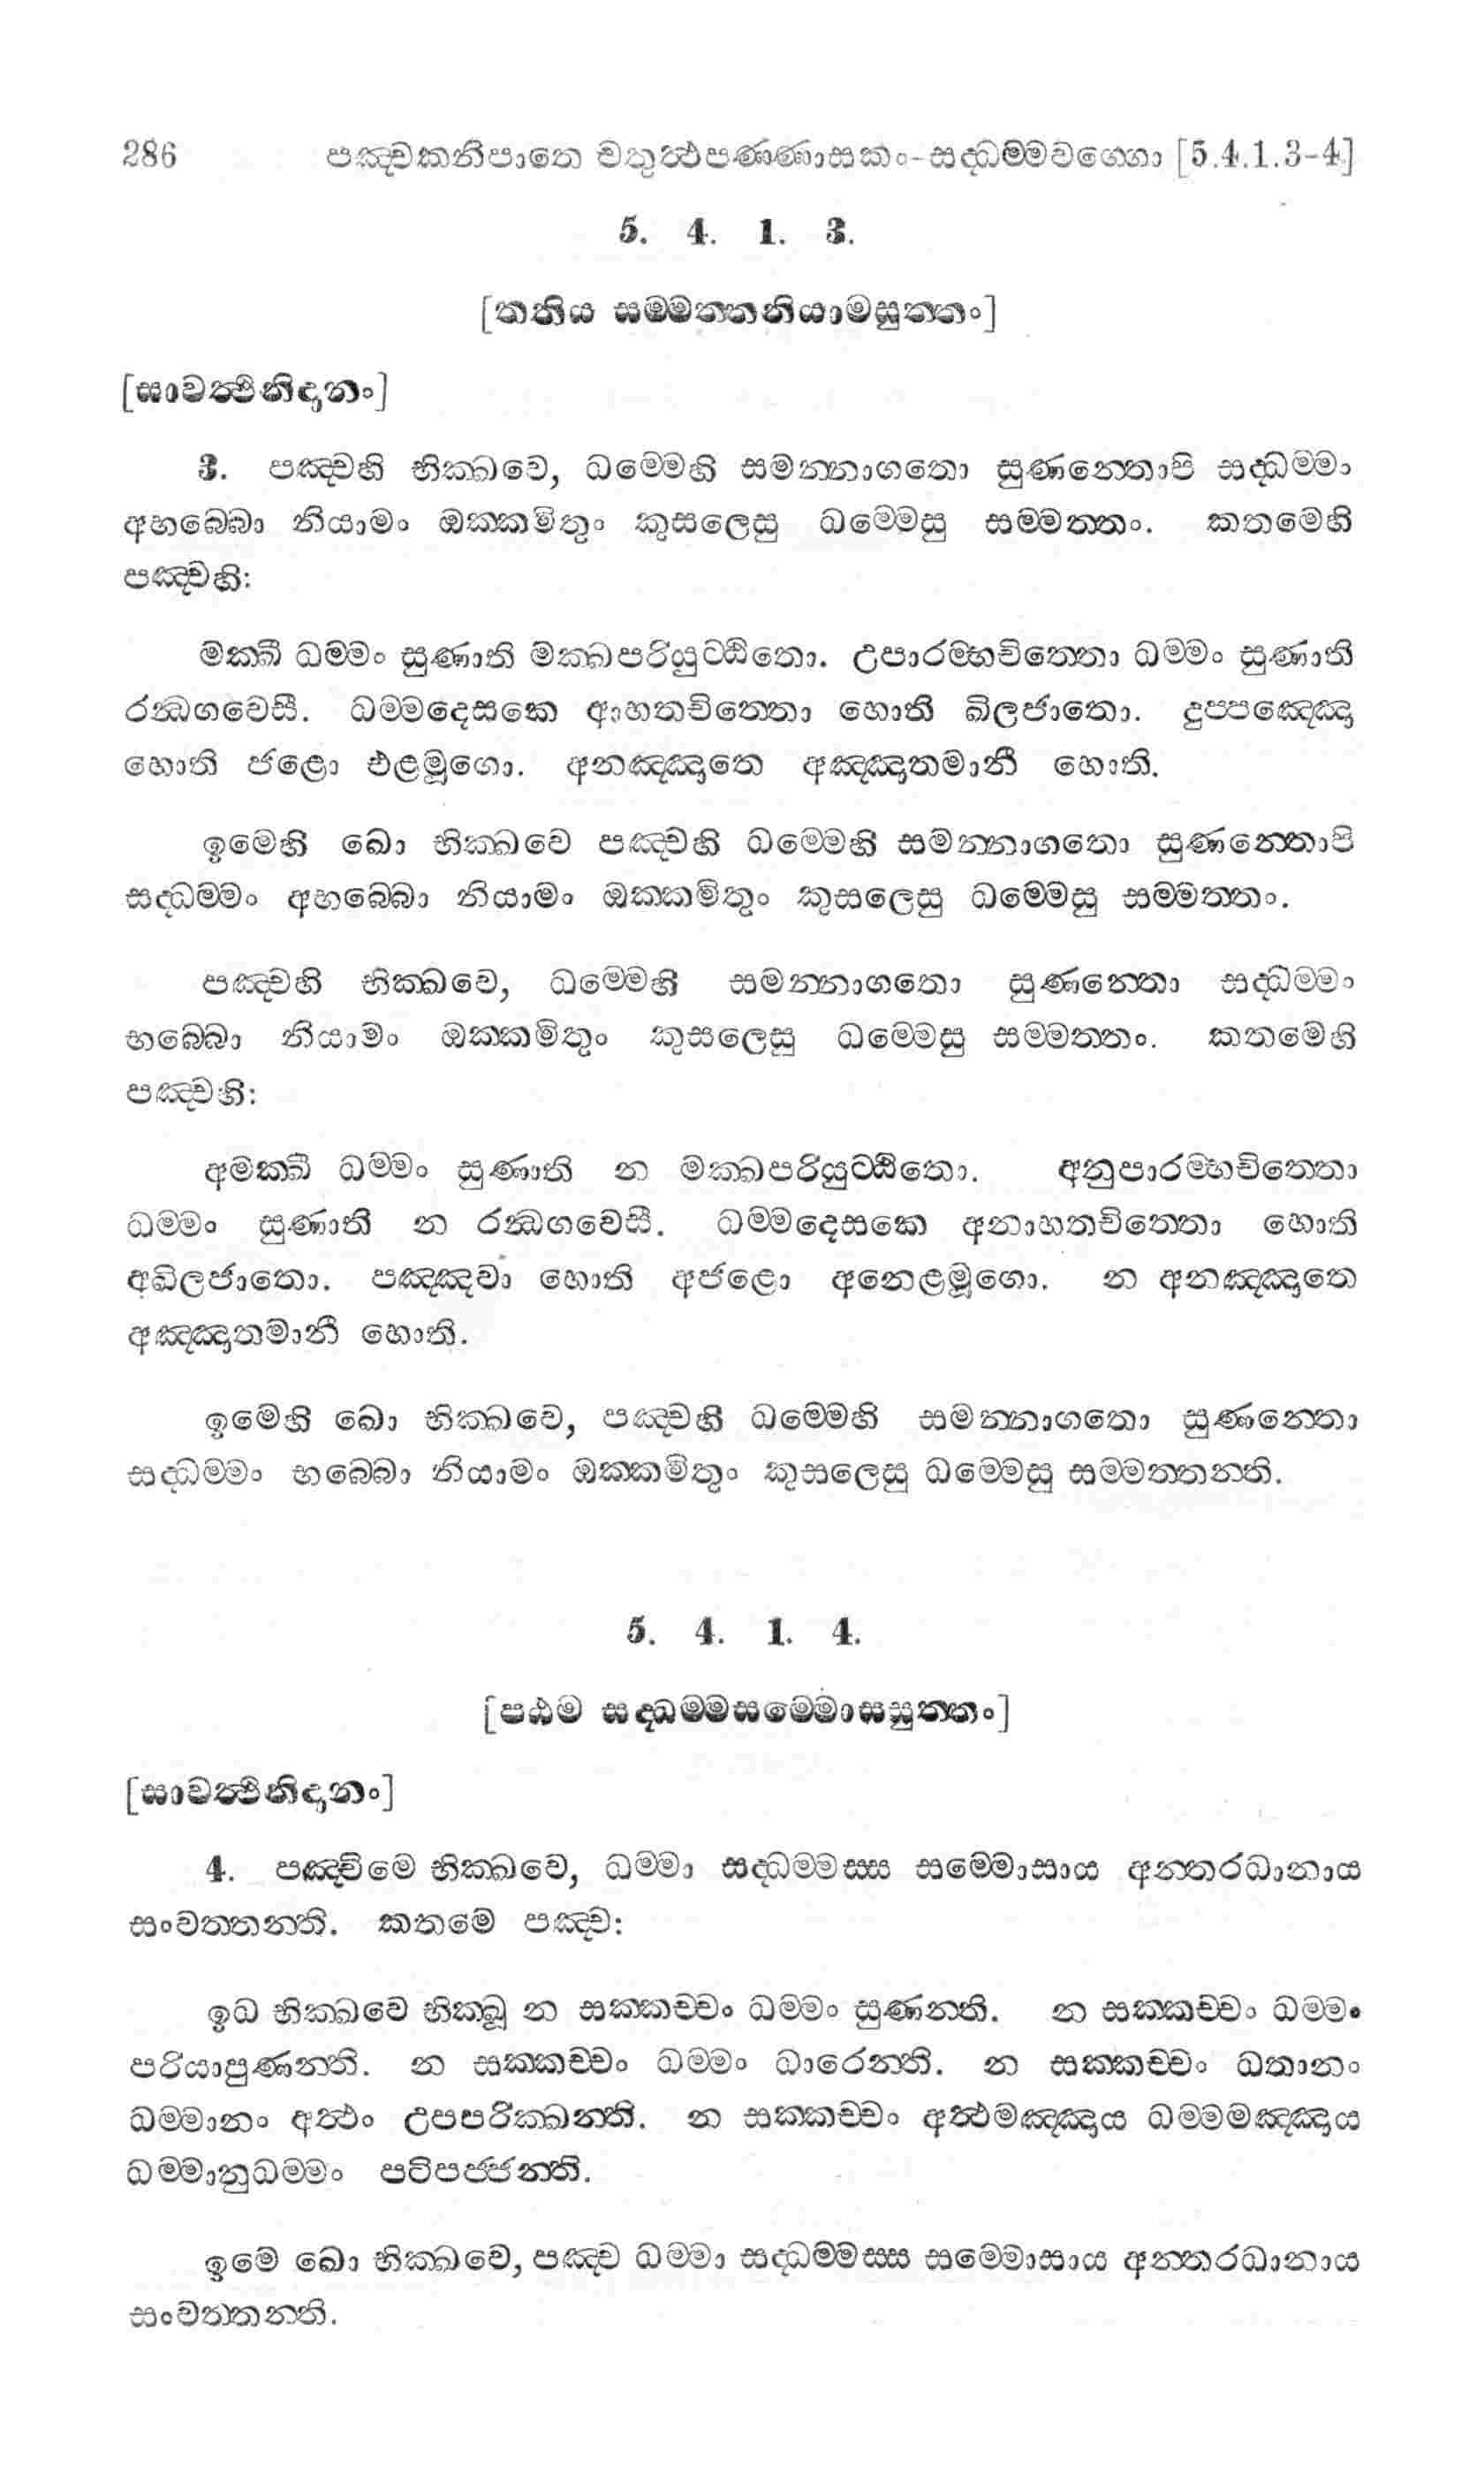 286 පඤ්චකනිපාතෙ චතුත්ථපණ්ණාසකං-සද්ධම්මවග්ගො [5.4.1.3-4]
5. 4. 1. 3.
[තතිය සම්මත්තනියාමසුත්තං]
[සාවත්ථිනිදානං]
3. පඤ්චහි භික්ඛවෙ, ධම්මෙහි සමන්නාගතො සුණන්තොපි සද්ධම්මං
අභබ්බො නියාමං ඔක්කමිතුං කුසලෙසු ධම්මෙසු සම්මත්තං. කතමෙහි
පඤ්චහි:
මක්ඛී ධම්මං සුණාති මක්ඛපරියුට්ඨිතො. උපාරම්භචිත්තො ධම්මං සුණාති
රන්ධගවෙසී. ධම්මදෙසකෙ ආහතචිත්තො හොති ඛිලජාතො. දුප්පඤ්ඤො
හොති ජළො එළමූගො. අනඤ්ඤාතෙ අඤ්ඤාතමානී හොති.
ඉමෙහි ඛො භික්ඛවෙ පඤ්චහි ධම්මෙහි සමන්නාගතො සුණන්තොපි
සද්ධම්මං අභබ්බො නියාමං ඔක්කමිතුං කුසලෙසු ධම්මෙසු සම්මත්තං.
පඤ්චහි භික්ඛවෙ, ධම්මෙහි සමන්නාගතො සුණන්තො සද්ධම්මං
භබ්බො නියාමං ඔක්කමිතුං කුසලෙසු ධම්මෙසු සම්මත්තං. කතමෙහි
පඤ්චහි:
අමක්ඛී ධම්මං සුණාති න මක්ඛපරියුට්ඨිතො. අනුපාරම්භචිත්තො
ධම්මං සුණාති න රන්ධගවෙසී. ධම්මදෙසකෙ අනාහතචිත්තො හොති
අඛිලජාතො. පඤ්ඤවා හොති අජළො අනෙළමූගො. න අනඤ්ඤාතෙ
අඤ්ඤාතමානී හොති.
ඉමෙහි ඛො භික්ඛවෙ, පඤ්චහි ධම්මෙහි සමන්නාගතො සුණන්තො
සද්ධම්මං භබ්බො නියාමං ඔක්කමිතුං කුසලෙසු ධම්මෙසු සම්මත්තන්ති.
5. 4. 1. 4.
[පඨම සද්ධම්මසම්මොසසුත්තං]
[සාවත්ථිනිදානං]
4. පඤ්චිමෙ භික්ඛවෙ, ධම්මා සද්ධම්මස්ස සම්මොසාය අන්තරධානාය
සංවත්තන්ති. කතමෙ පඤ්ච:
ඉධ භික්ඛවෙ භික්ඛූ න සක්කච්චං ධම්මං සුණන්ති. න සක්කච්චං ධම්මං
පරියාපුණන්ති. න සක්කච්චං ධම්මං ධාරෙන්ති. න සක්කච්චං ධතානං
ධම්මානං අත්ථං උපපරික්ඛන්ති. න සක්කච්චං අත්ථමඤ්ඤාය ධම්මමඤ්ඤාය
ධම්මානුධම්මං පටිපජ්ජන්ති.
ඉමෙ ඛො භික්ඛවෙ, පඤ්ච ධම්මා සද්ධම්මස්ස සම්මොසාය අන්තරධානාය
සංවත්තන්ති.